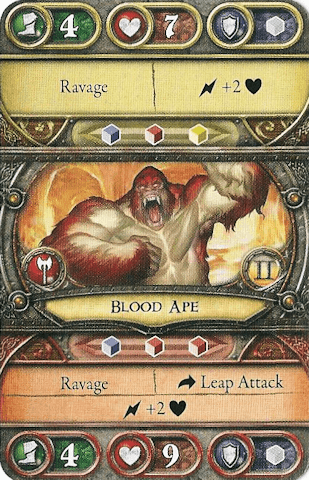 4 7
Ravage +2
II
BLOOD APE
Ravage Leap Attack
+2
4 9